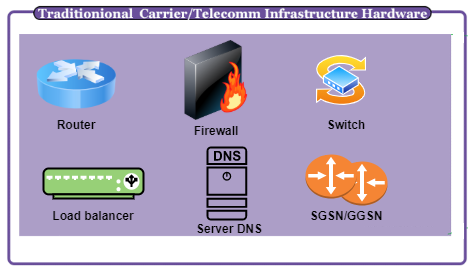 Traditionional Carrier/Telecomm Infrastructure Hardware
Router
Firewall
Switch
DNS
Load balancer
Server DNS
SGSN/GGSN